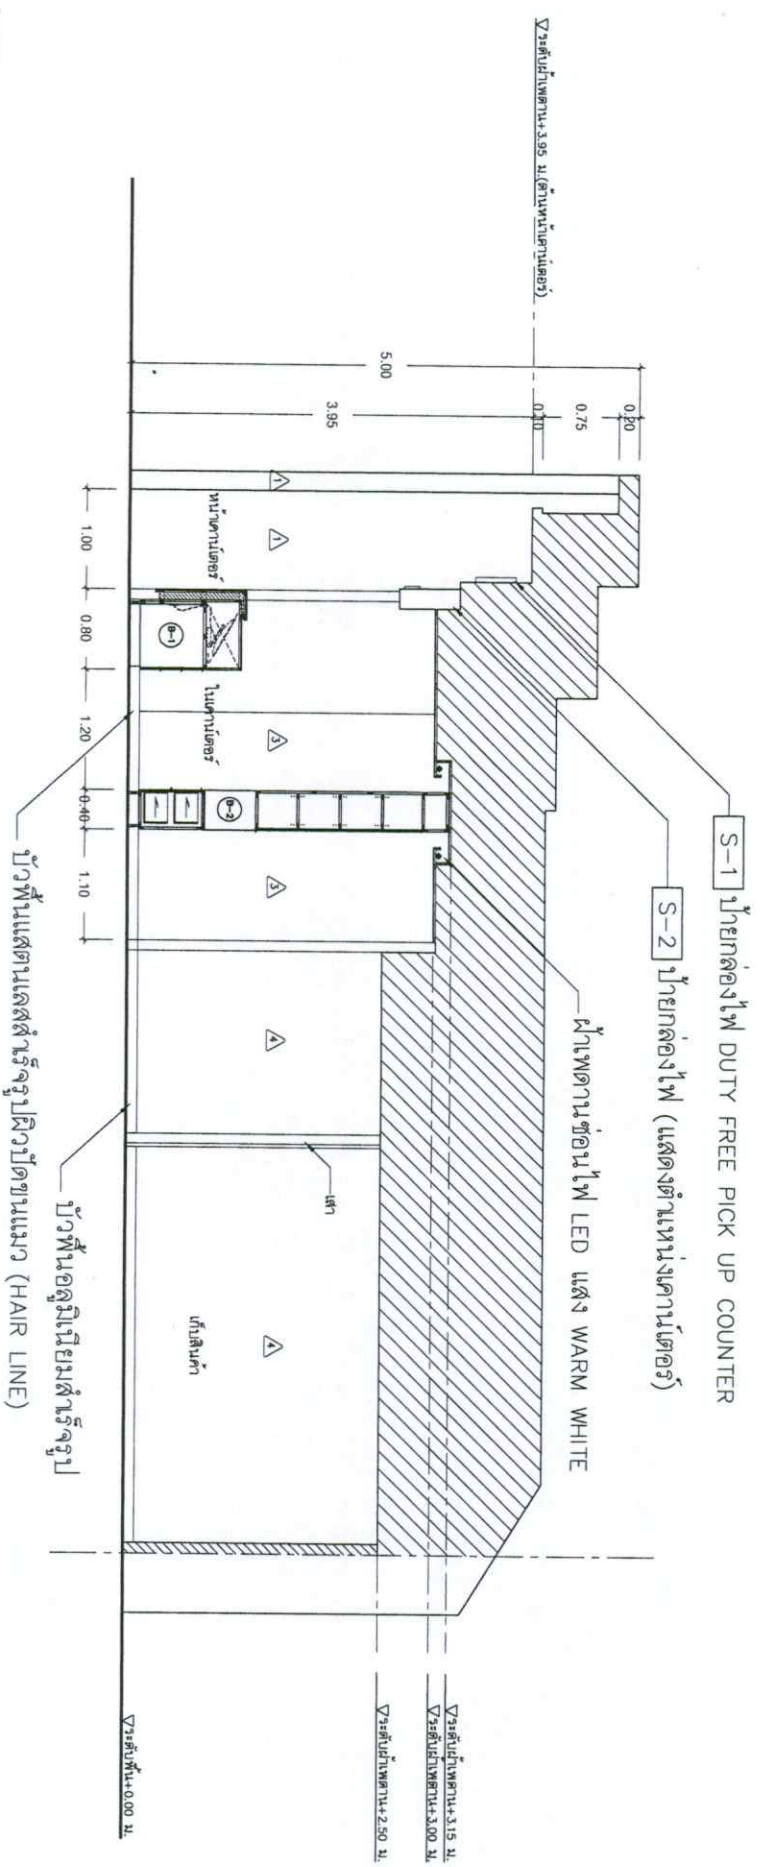 S-1 ป้ายกล่องไฟ DUTY FREE PICK UP COUNTER
S-2 ป้ายกล่องไฟ (แสดงตำแหน่งเคาน์เตอร์)
ฝ้าเพดานซ่อนไฟ LED แสง WARM WHITE
▽ระดับฝ้าเพดาน+3.95 ม.(ด้านหน้าเคาน์เตอร์)
0.20
0.75
0.10
5.00
3.95
1
1
หน้าเคาน์เตอร์
B-1
ในเคาน์เตอร์
3
B-2
3
4
เสา
4
เก็บสินค้า
▽ระดับฝ้าเพดาน+3.15 ม.
▽ระดับฝ้าเพดาน+3.00 ม.
▽ระดับฝ้าเพดาน+2.50 ม.
▽ระดับพื้น+0.00 ม.
1.00
0.80
1.20
0.40
1.10
บัวพื้นอลูมิเนียมสำเร็จรูป
บัวพื้นแสตนเลสสำเร็จรูปผิวปัดขนแมว (HAIR LINE)